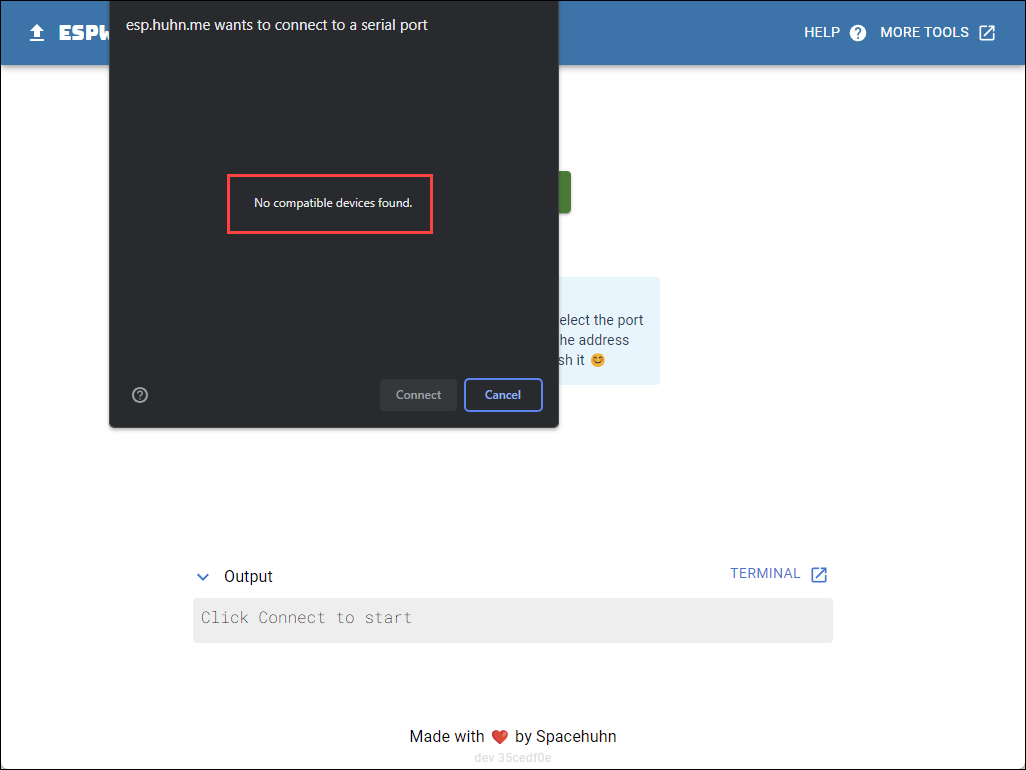 esp.huhn.me wants to connect to a serial port
HELP
MORE TOOLS
No compatible devices found.
elect the port
he address
sh it 😊
Connect
Cancel
Output
TERMINAL
Click Connect to start
Made with ❤️ by Spacehuhn
dev 35cedf0e